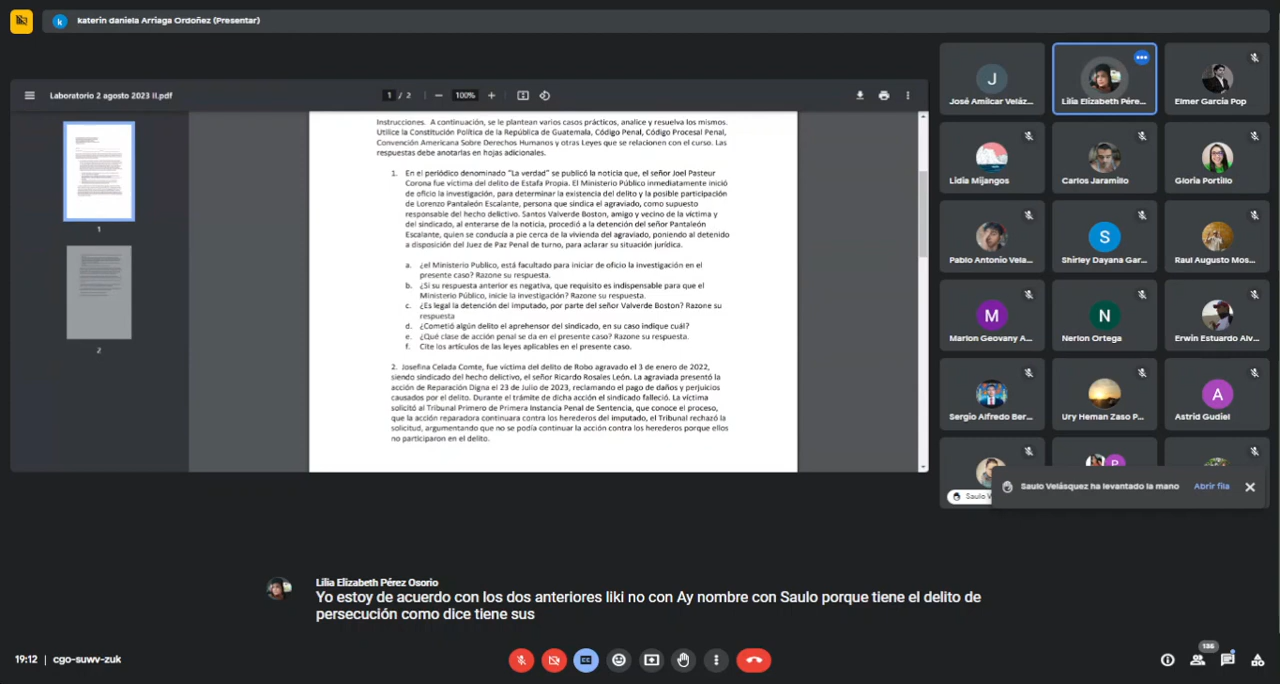 katerin daniela Arriaga Ordoñez (Presentar)
Laboratorio 2 agosto 2023 II.pdf
1 / 2
100%
Instrucciones. A continuación, se le plantean varios casos prácticos, analice y resuelva los mismos.
Utilice la Constitución Política de la República de Guatemala, Código Penal, Código Procesal Penal,
Convención Americana Sobre Derechos Humanos y otras Leyes que se relacionen con el curso. Las
respuestas debe anotarlas en hojas adicionales.
1. En el periódico denominado "La verdad" se publicó la noticia que, el señor Joel Pasteur
Corona fue víctima del delito de Estafa Propia. El Ministerio Público inmediatamente inició
de oficio la investigación, para determinar la existencia del delito y la posible participación
de Lorenzo Pantaleón Escalante, persona que sindica el agraviado, como supuesto
responsable del hecho delictivo. Santos Valverde Boston, amigo y vecino de la víctima y
del sindicado, al enterarse de la noticia, procedió a la detención del señor Pantaleón
Escalante, quien se conducía a pie cerca de la vivienda del agraviado, poniendo al detenido
a disposición del Juez de Paz Penal de turno, para aclarar su situación jurídica.
a. ¿el Ministerio Publico, está facultado para iniciar de oficio la investigación en el
presente caso? Razone su respuesta.
b. ¿Si su respuesta anterior es negativa, que requisito es indispensable para que el
Ministerio Público, inicie la investigación? Razone su respuesta.
c. ¿Es legal la detención del imputado, por parte del señor Valverde Boston? Razone su
respuesta
d. ¿Cometió algún delito el aprehensor del sindicado, en su caso indique cuál?
e. ¿Qué clase de acción penal se da en el presente caso? Razone su respuesta.
f. Cite los artículos de las leyes aplicables en el presente caso.
2. Josefina Celada Comte, fue víctima del delito de Robo agravado el 3 de enero de 2022,
siendo sindicado del hecho delictivo, el señor Ricardo Rosales León. La agraviada presentó la
acción de Reparación Digna el 23 de Julio de 2023, reclamando el pago de daños y perjuicios
causados por el delito. Durante el trámite de dicha acción el sindicado falleció. La víctima
solicitó al Tribunal Primero de Primera Instancia Penal de Sentencia, que conoce el proceso,
que la acción reparadora continuara contra los herederos del imputado, el Tribunal rechazó la
solicitud, argumentando que no se podía continuar la acción contra los herederos porque ellos
no participaron en el delito.
1
2
José Amilcar Veláz...
Lilia Elizabeth Pére...
Elmer García Pop
Lidia Mijangos
Carlos Jaramillo
Gloria Portillo
Pablo Antonio Vela...
Shirley Dayana Gar...
Raul Augusto Mos...
Marlon Geovany A...
Nerlon Ortega
Erwin Estuardo Alv...
Sergio Alfredo Ber...
Ury Heman Zaso P...
Astrid Gudiel
Saulo V
Saulo Velásquez ha levantado la mano
Abrir fila
Lilia Elizabeth Pérez Osorio
Yo estoy de acuerdo con los dos anteriores liki no con Ay nombre con Saulo porque tiene el delito de
persecución como dice tiene sus
19:12 | cgo-suwv-zuk
136